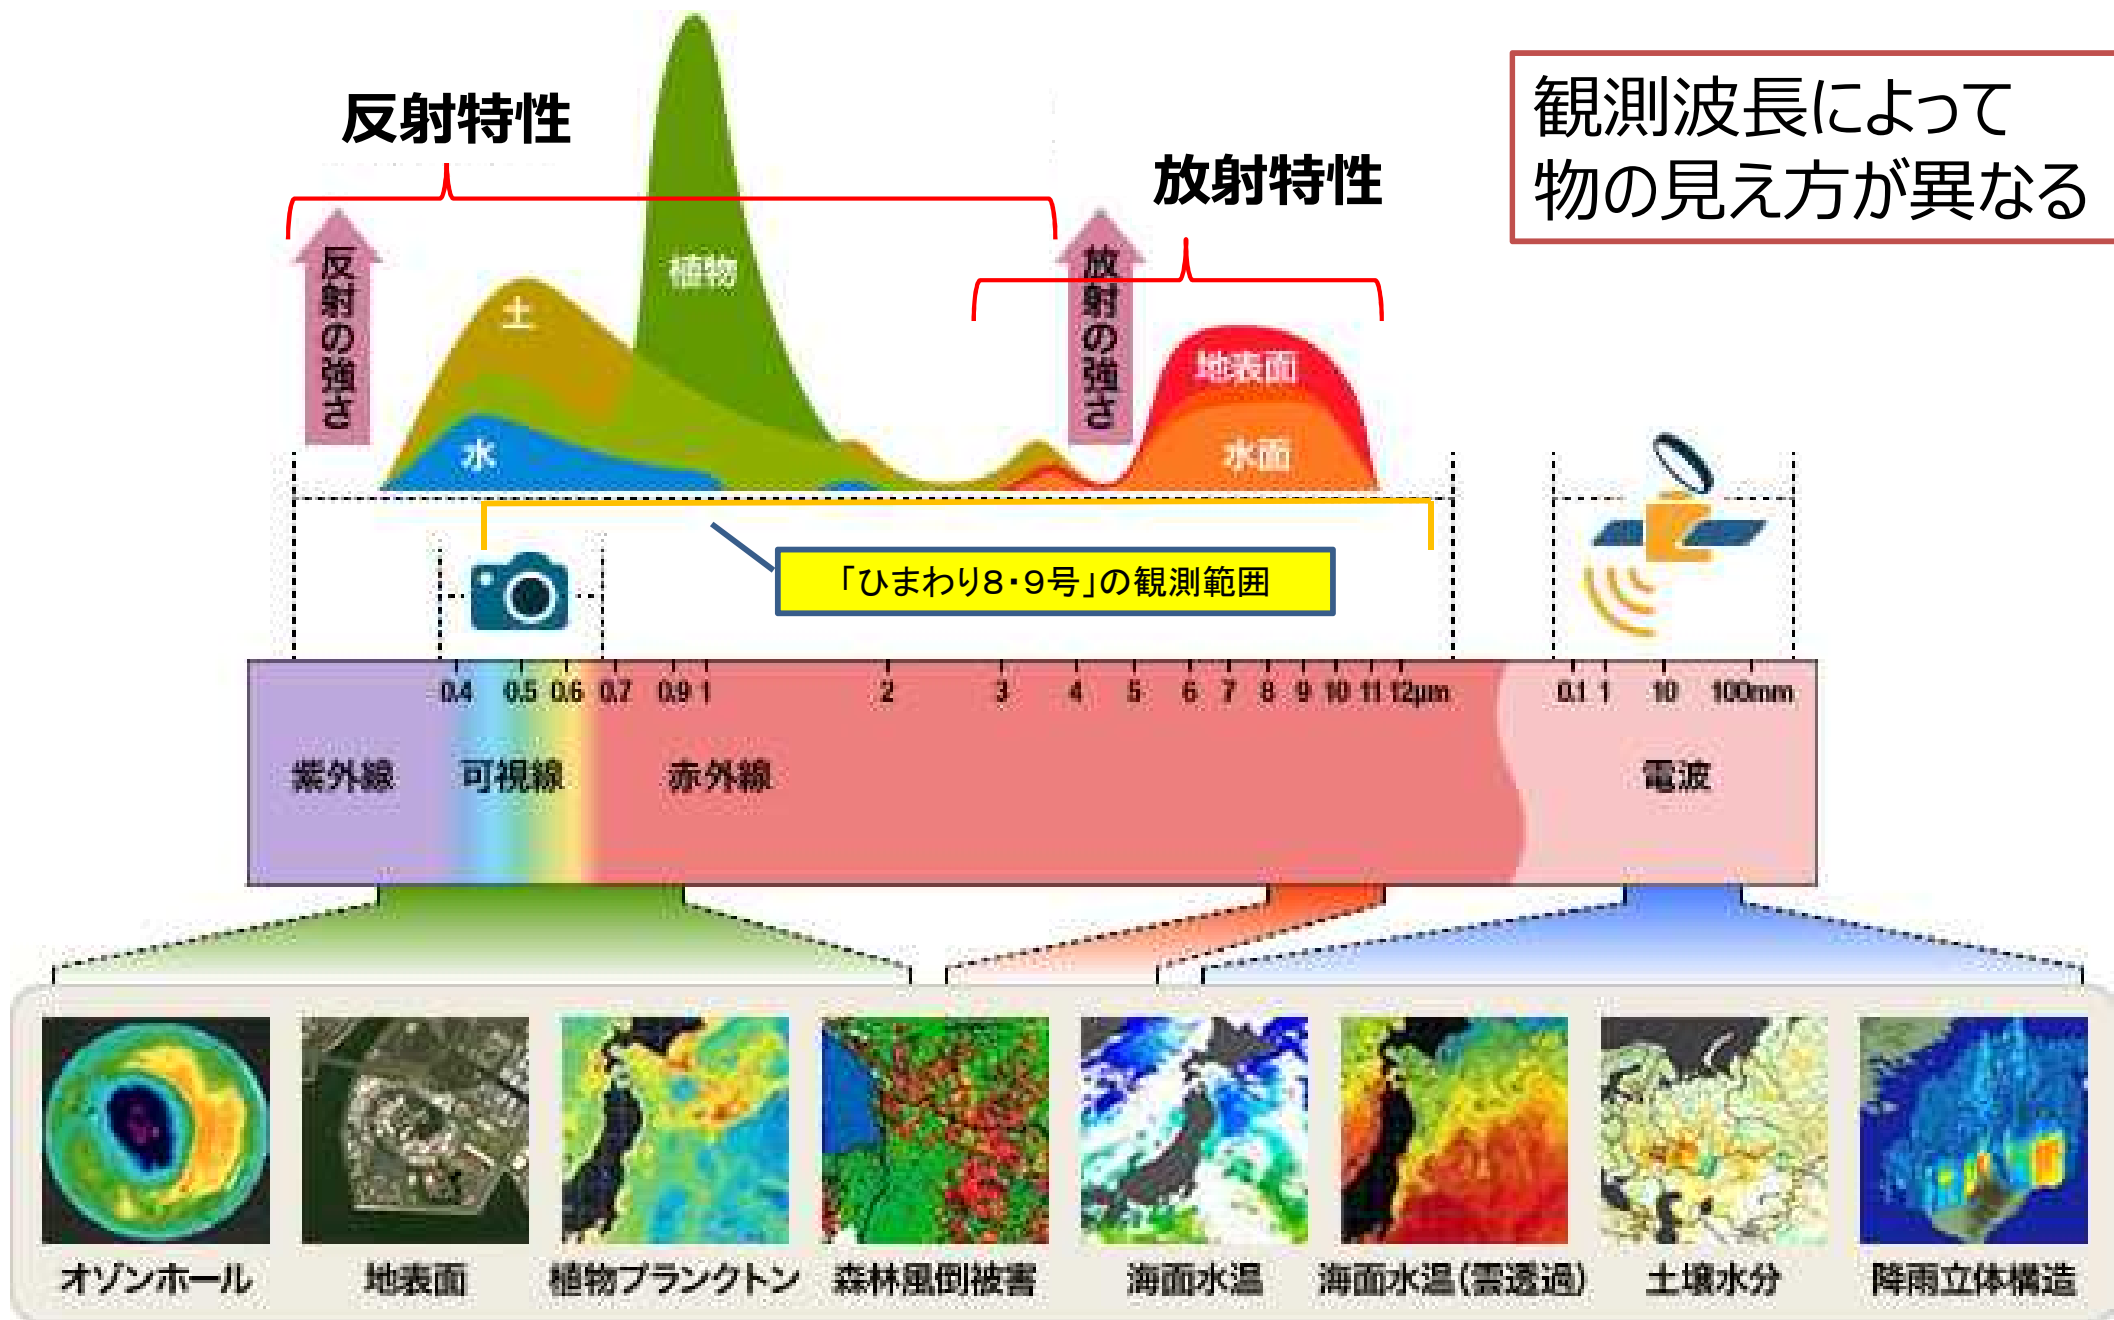 観測波長によって
物の見え方が異なる
反射特性
放射特性
反射の強さ
放射の強さ
植物
土
水
地表面
水面
「ひまわり8・9号」の観測範囲
0.4 0.5 0.6 0.7 0.9 1 2 3 4 5 6 7 8 9 10 11 12μm 0.1 1 10 100mm
紫外線 可視線 赤外線 電波
オゾンホール 地表面 植物プランクトン 森林風倒被害 海面水温 海面水温(雲透過) 土壌水分 降雨立体構造